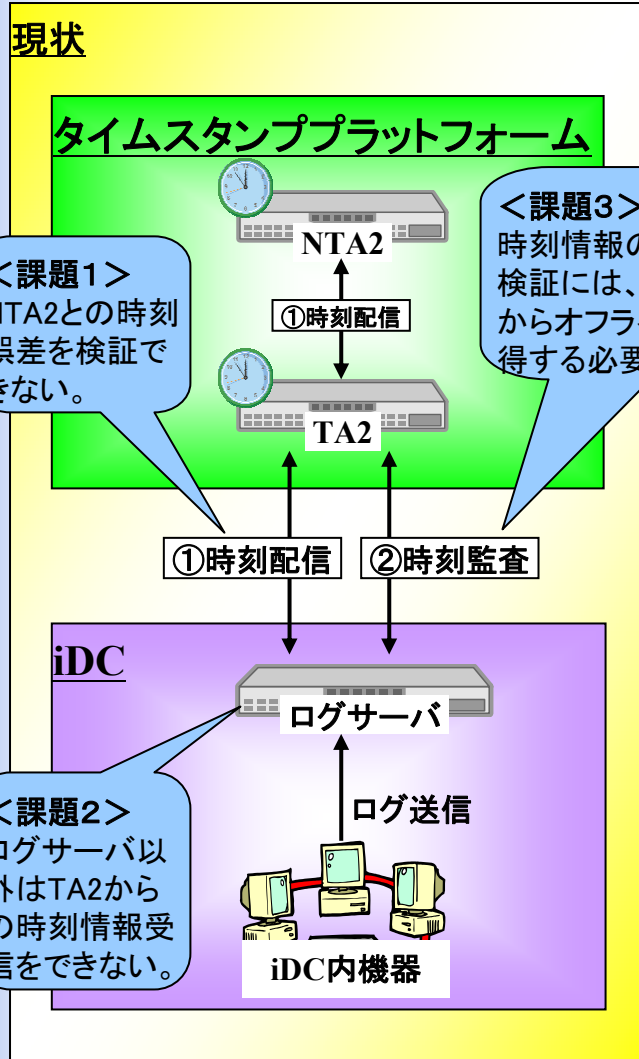 現状
タイムスタンププラットフォーム
NTA2
①時刻配信
TA2
<課題1>
NTA2との時刻
誤差を検証で
きない。
<課題3>
時刻情報の
検証には、
からオフラ
得する必要
①時刻配信
②時刻監査
iDC
ログサーバ
ログ送信
iDC内機器
<課題2>
ログサーバ以
外はTA2から
の時刻情報受
信をできない。